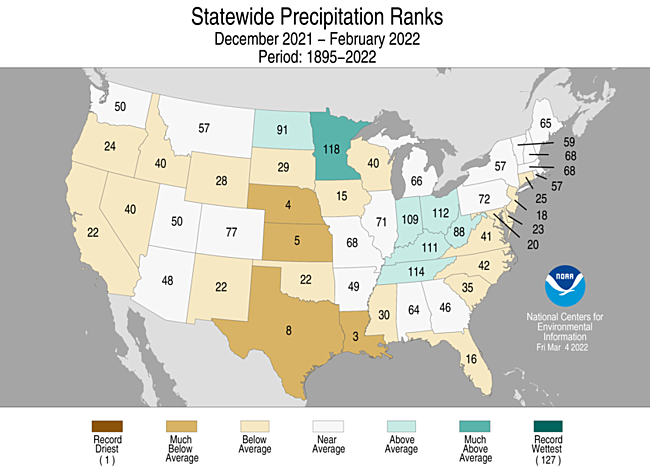 Statewide Precipitation Ranks
December 2021 – February 2022
Period: 1895–2022
50
57
91
118
65
24
40
28
29
40
66
57
59
68
68
57
25
18
23
20
22
40
50
77
4
15
5
68
71
109
112
72
88
111
41
114
42
48
22
22
49
35
8
3
30
64
46
16
NOAA
National Centers for
Environmental
Information
Fri Mar 4 2022
Record
Driest
(1)
Much
Below
Average
Below
Average
Near
Average
Above
Average
Much
Above
Average
Record
Wettest
(127)